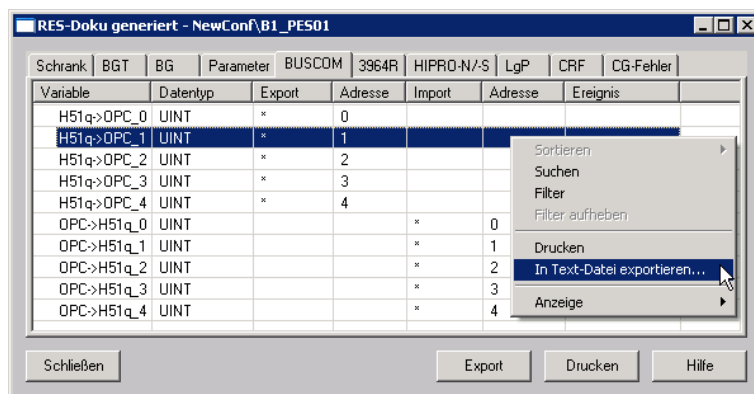 RES-Doku generiert - NewConf\B1_PES01
Schrank BGT BG Parameter BUSCOM 3964R HIPRO-N/-S LgP CRF CG-Fehler
Variable Datentyp Export Adresse Import Adresse Ereignis
H51q->OPC_0 UINT * 0
H51q->OPC_1 UINT * 1
H51q->OPC_2 UINT * 2
H51q->OPC_3 UINT * 3
H51q->OPC_4 UINT * 4
OPC->H51q_0 UINT * 0
OPC->H51q_1 UINT * 1
OPC->H51q_2 UINT * 2
OPC->H51q_3 UINT * 3
OPC->H51q_4 UINT * 4
Sortieren
Suchen
Filter
Filter aufheben
Drucken
In Text-Datei exportieren...
Anzeige
Schließen Export Drucken Hilfe